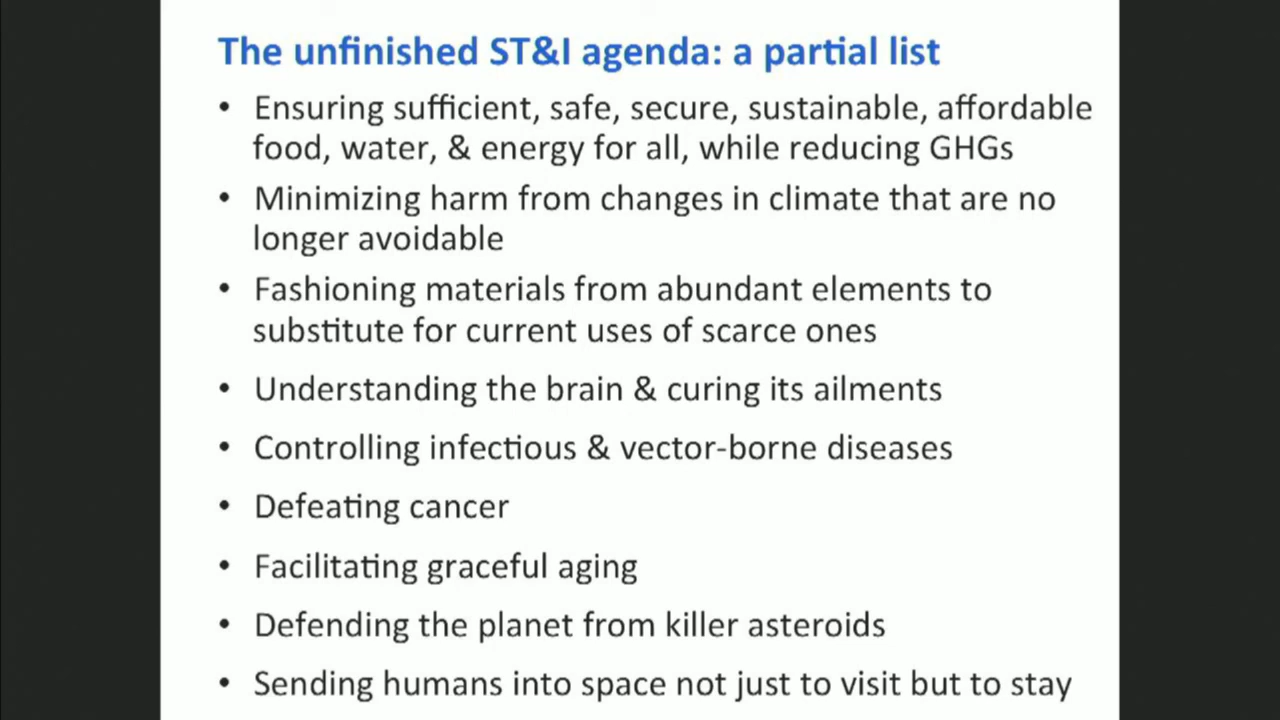 The unfinished ST&I agenda: a partial list
• Ensuring sufficient, safe, secure, sustainable, affordable
food, water, & energy for all, while reducing GHGs
• Minimizing harm from changes in climate that are no
longer avoidable
• Fashioning materials from abundant elements to
substitute for current uses of scarce ones
• Understanding the brain & curing its ailments
• Controlling infectious & vector-borne diseases
• Defeating cancer
• Facilitating graceful aging
• Defending the planet from killer asteroids
• Sending humans into space not just to visit but to stay